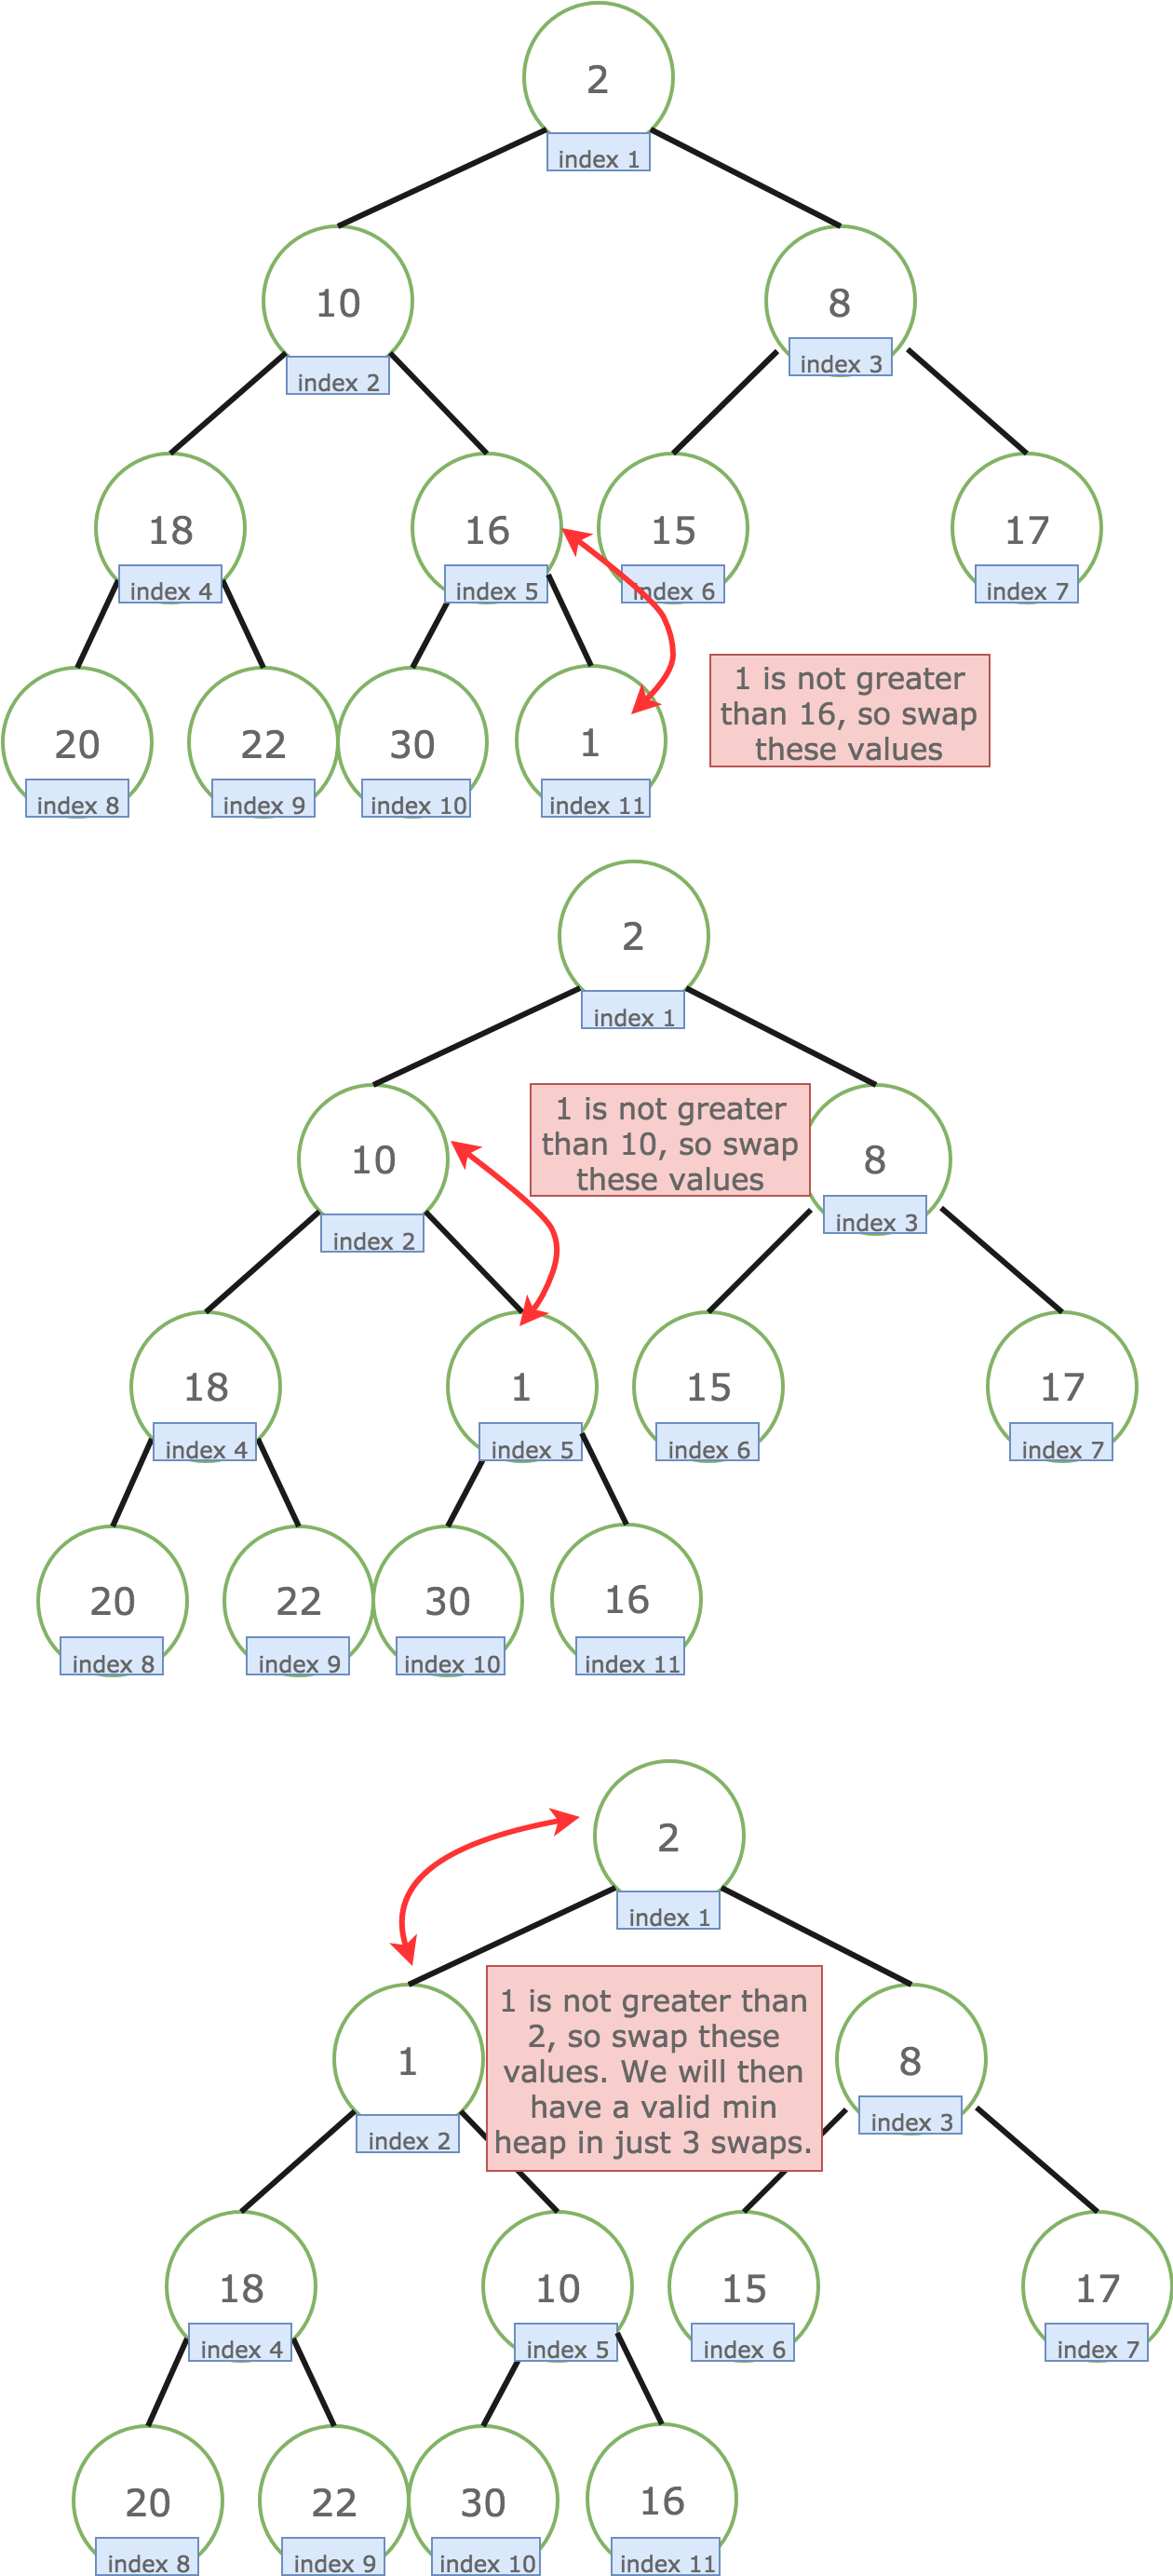 2
index 1
10
8
index 2
index 3
18
16
15
17
index 4
index 5
index 6
index 7
1 is not greater
than 16, so swap
these values
20
22
30
1
index 8
index 9
index 10
index 11
2
index 1
1 is not greater
than 10, so swap
these values
10
8
index 2
index 3
18
1
15
17
index 4
index 5
index 6
index 7
20
22
30
16
index 8
index 9
index 10
index 11
2
index 1
1 is not greater than
2, so swap these
values. We will then
have a valid min
heap in just 3 swaps.
1
8
index 2
index 3
18
10
15
17
index 4
index 5
index 6
index 7
20
22
30
16
index 8
index 9
index 10
index 11